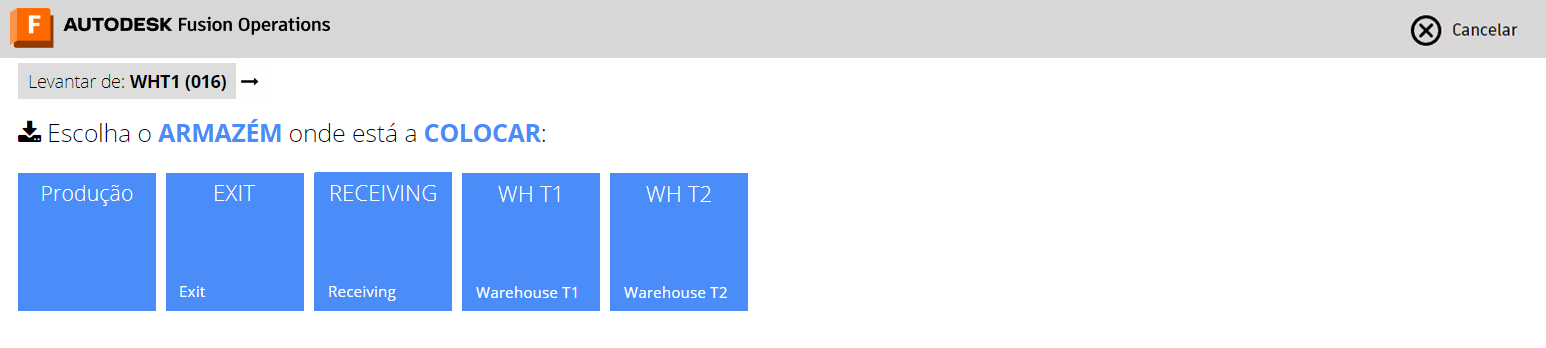 F AUTODESK Fusion Operations
Cancelar
Levantar de: WHT1 (016)
Escolha o ARMAZÉM onde está a COLOCAR:
Produção
EXIT
Exit
RECEIVING
Receiving
WH T1
Warehouse T1
WH T2
Warehouse T2